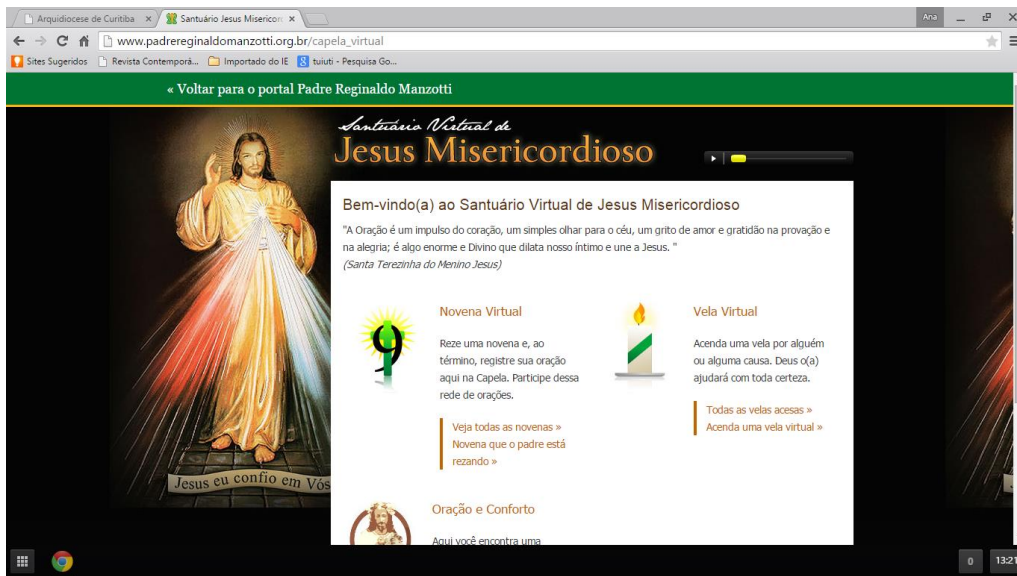 Arquidiocese de Curitiba
Santuário Jesus Misericor
Ana
www.padrereginaldomanzotti.org.br/capela_virtual
Sites Sugeridos
Revista Contemporâ...
Importado do IE
tuiuti - Pesquisa Go...
« Voltar para o portal Padre Reginaldo Manzotti
Santuário Virtual de
Jesus Misericordioso
Bem-vindo(a) ao Santuário Virtual de Jesus Misericordioso
"A Oração é um impulso do coração, um simples olhar para o céu, um grito de amor e gratidão na provação e
na alegria; é algo enorme e Divino que dilata nosso íntimo e une a Jesus. "
(Santa Terezinha do Menino Jesus)
9
Novena Virtual
Reze uma novena e, ao
término, registre sua oração
aqui na Capela. Participe dessa
rede de orações.
Veja todas as novenas »
Novena que o padre está
rezando »
Vela Virtual
Acenda uma vela por alguém
ou alguma causa. Deus o(a)
ajudará com toda certeza.
Todas as velas acesas »
Acenda uma vela virtual »
Jesus eu confio em Vós
Oração e Conforto
Aqui você encontra uma
0
13:21